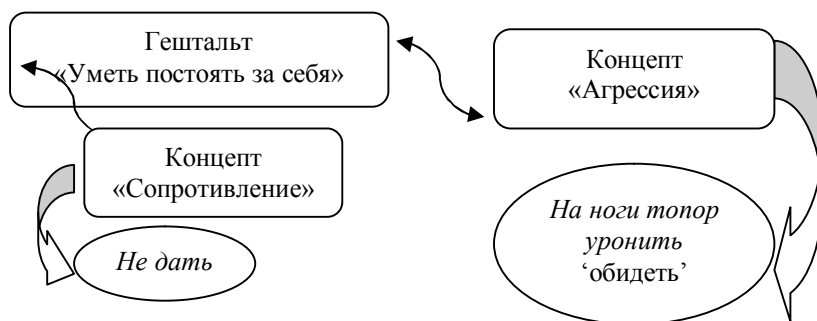 Гештальт
«Уметь постоять за себя»
Концепт
«Агрессия»
Концепт
«Сопротивление»
Не дать
На ноги топор
уронить
‘обидеть’